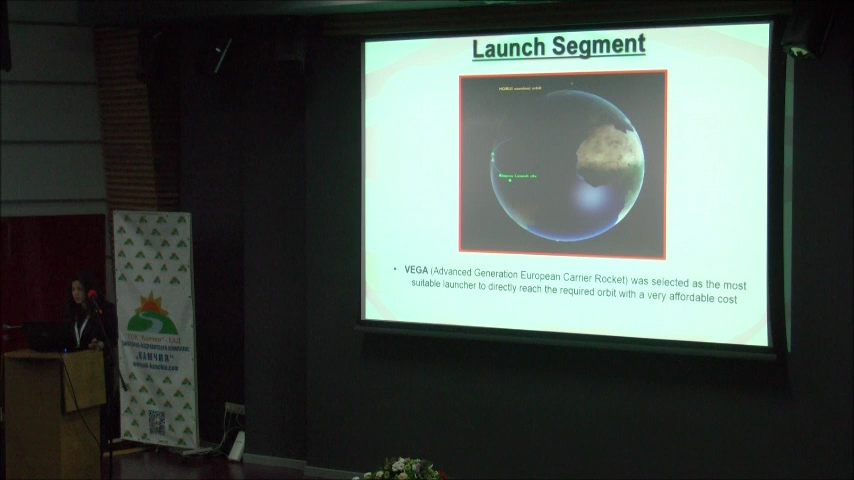 Launch Segment
• VEGA (Advanced Generation European Carrier Rocket) was selected as the most
suitable launcher to directly reach the required orbit with a very affordable cost
"КАМЧИЯ"